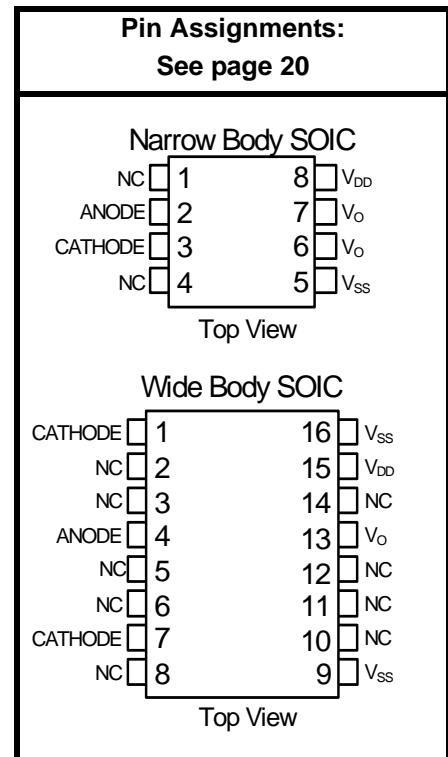 Pin Assignments:
See page 20
Narrow Body SOIC
NC 1 8 VDD
ANODE 2 7 VO
CATHODE 3 6 VO
NC 4 5 VSS
Top View
Wide Body SOIC
CATHODE 1 16 VSS
NC 2 15 VDD
NC 3 14 NC
ANODE 4 13 VO
NC 5 12 NC
NC 6 11 NC
CATHODE 7 10 NC
NC 8 9 VSS
Top View